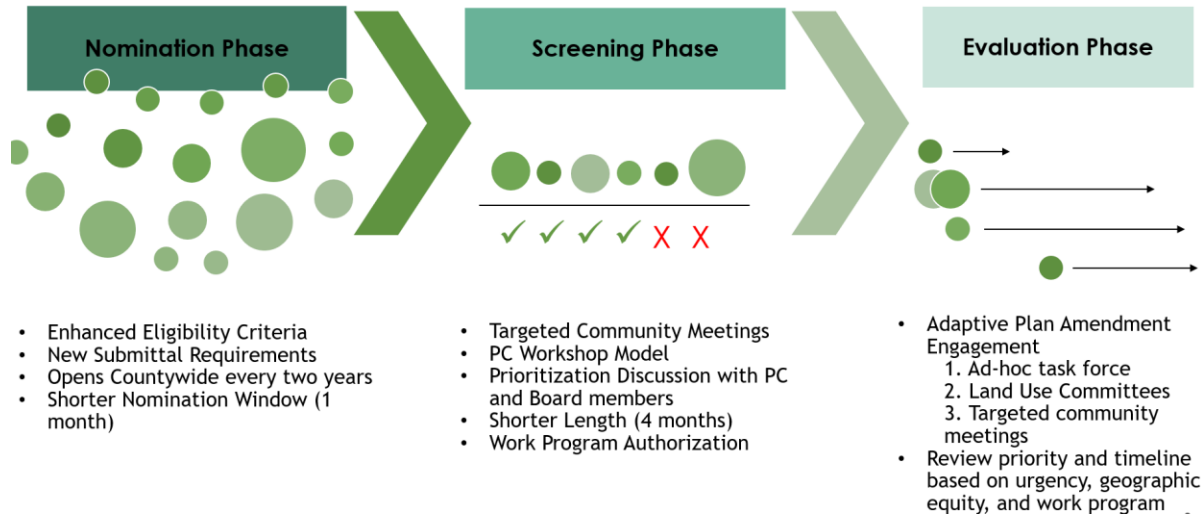 Nomination Phase
Screening Phase
Evaluation Phase
✓ ✓ ✓ ✓ X X
• Enhanced Eligibility Criteria
• New Submittal Requirements
• Opens Countywide every two years
• Shorter Nomination Window (1
month)
• Targeted Community Meetings
• PC Workshop Model
• Prioritization Discussion with PC
and Board members
• Shorter Length (4 months)
• Work Program Authorization
• Adaptive Plan Amendment
Engagement
1. Ad-hoc task force
2. Land Use Committees
3. Targeted community
meetings
• Review priority and timeline
based on urgency, geographic
equity, and work program